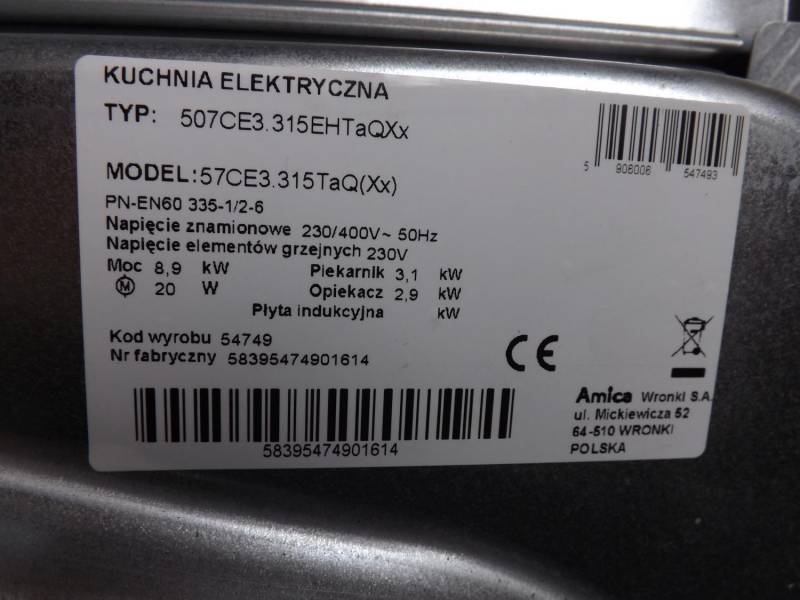 KUCHNIA ELEKTRYCZNA
TYP: 507CE3.315EHTaQXx
5 906006 547493
MODEL: 57CE3.315TaQ(Xx)
PN-EN60 335-1/2-6
Napięcie znamionowe 230/400V~ 50Hz
Napięcie elementów grzejnych 230V
Moc 8,9 kW Piekarnik 3,1 kW
M 20 W Opiekacz 2,9 kW
Płyta indukcyjna kW
Kod wyrobu 54749
Nr fabryczny 58395474901614
CE
58395474901614
Amica Wronki S.A.
ul. Mickiewicza 52
64-510 WRONKI
POLSKA